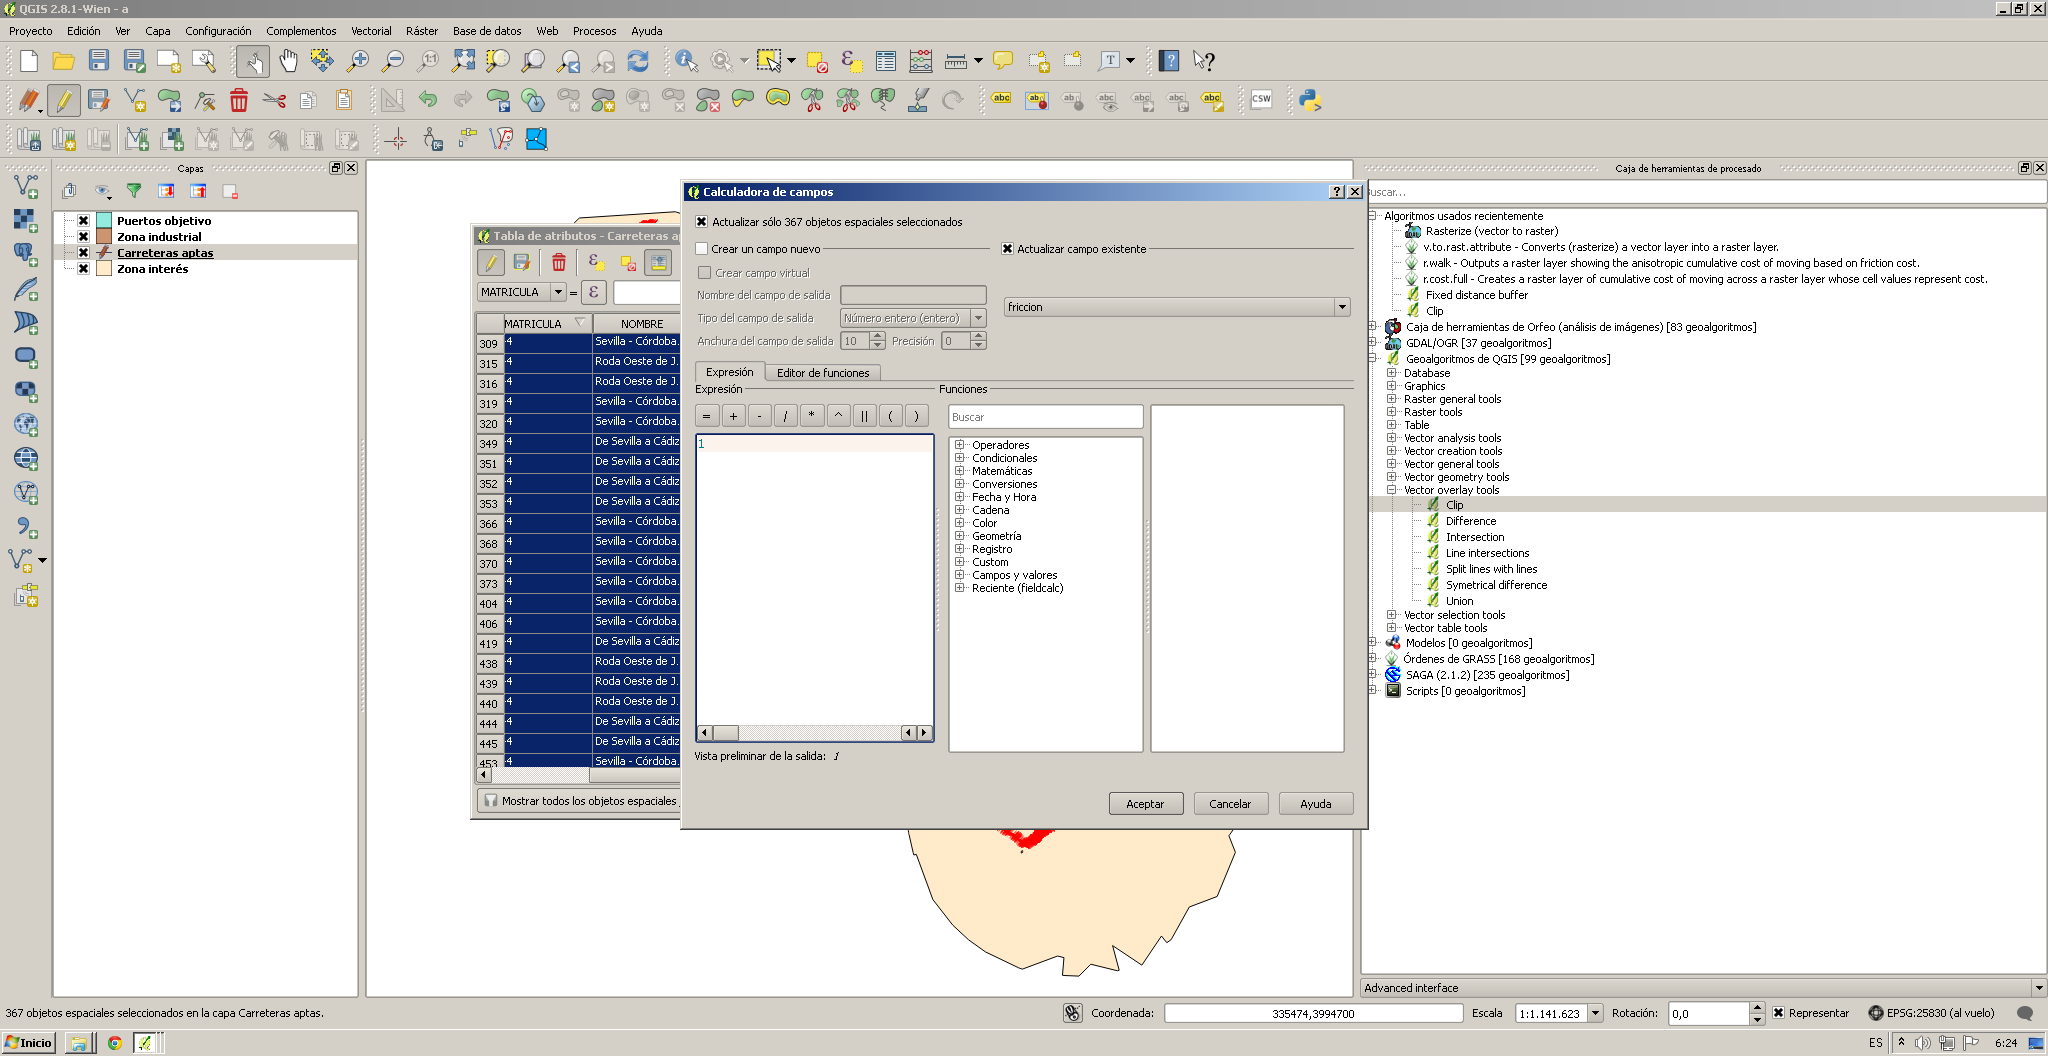 QGIS 2.8.1-Wien - a
Proyecto Edición Ver Capa Configuración Complementos Vectorial Ráster Base de datos Web Procesos Ayuda
Capas
Puertos objetivo
Zona industrial
Carreteras aptas
Zona interés
Tabla de atributos - Carreteras ap
MATRICULA =
MATRICULA NOMBRE
309 -4 Sevilla - Córdoba.
315 -4 Roda Oeste de J.
316 -4 Roda Oeste de J.
319 -4 Sevilla - Córdoba.
320 -4 Sevilla - Córdoba.
349 -4 De Sevilla a Cádiz
351 -4 De Sevilla a Cádiz
352 -4 De Sevilla a Cádiz
353 -4 De Sevilla a Cádiz
366 -4 Sevilla - Córdoba.
368 -4 Sevilla - Córdoba.
370 -4 Sevilla - Córdoba.
373 -4 Sevilla - Córdoba.
404 -4 Sevilla - Córdoba.
406 -4 Sevilla - Córdoba.
419 -4 De Sevilla a Cádiz
438 -4 Roda Oeste de J.
439 -4 Roda Oeste de J.
440 -4 Roda Oeste de J.
444 -4 De Sevilla a Cádiz
445 -4 De Sevilla a Cádiz
453 -4 Sevilla - Córdoba.
Mostrar todos los objetos espaciales
Calculadora de campos
Actualizar sólo 367 objetos espaciales seleccionados
Crear un campo nuevo
Actualizar campo existente
Crear campo virtual
Nombre del campo de salida
friccion
Tipo del campo de salida Número entero (entero)
Anchura del campo de salida 10 Precisión 0
Expresión Editor de funciones
Expresión Funciones
= + - / * ^ || ( )
Buscar
1
Operadores
Condicionales
Matemáticas
Conversiones
Fecha y Hora
Cadena
Color
Geometría
Registro
Custom
Campos y valores
Reciente (fieldcalc)
Vista preliminar de la salida: 1
Aceptar Cancelar Ayuda
Caja de herramientas de procesado
Buscar...
Algoritmos usados recientemente
Rasterize (vector to raster)
v.to.rast.attribute - Converts (rasterize) a vector layer into a raster layer.
r.walk - Outputs a raster layer showing the anisotropic cumulative cost of moving based on friction cost.
r.cost.full - Creates a raster layer of cumulative cost of moving across a raster layer whose cell values represent cost.
Fixed distance buffer
Clip
Caja de herramientas de Orfeo (análisis de imágenes) [83 geoalgoritmos]
GDAL/OGR [37 geoalgoritmos]
Geoalgoritmos de QGIS [99 geoalgoritmos]
Database
Graphics
Raster general tools
Raster tools
Table
Vector analysis tools
Vector creation tools
Vector general tools
Vector geometry tools
Vector overlay tools
Clip
Difference
Intersection
Line intersections
Split lines with lines
Symetrical difference
Union
Vector selection tools
Vector table tools
Modelos [0 geoalgoritmos]
Órdenes de GRASS [168 geoalgoritmos]
SAGA (2.1.2) [235 geoalgoritmos]
Scripts [0 geoalgoritmos]
Advanced interface
367 objetos espaciales seleccionados en la capa Carreteras aptas.
Coordenada: 335474,3994700 Escala 1:1.141.623 Rotación: 0,0 Representar EPSG:25830 (al vuelo)
Inicio
ES 6:24